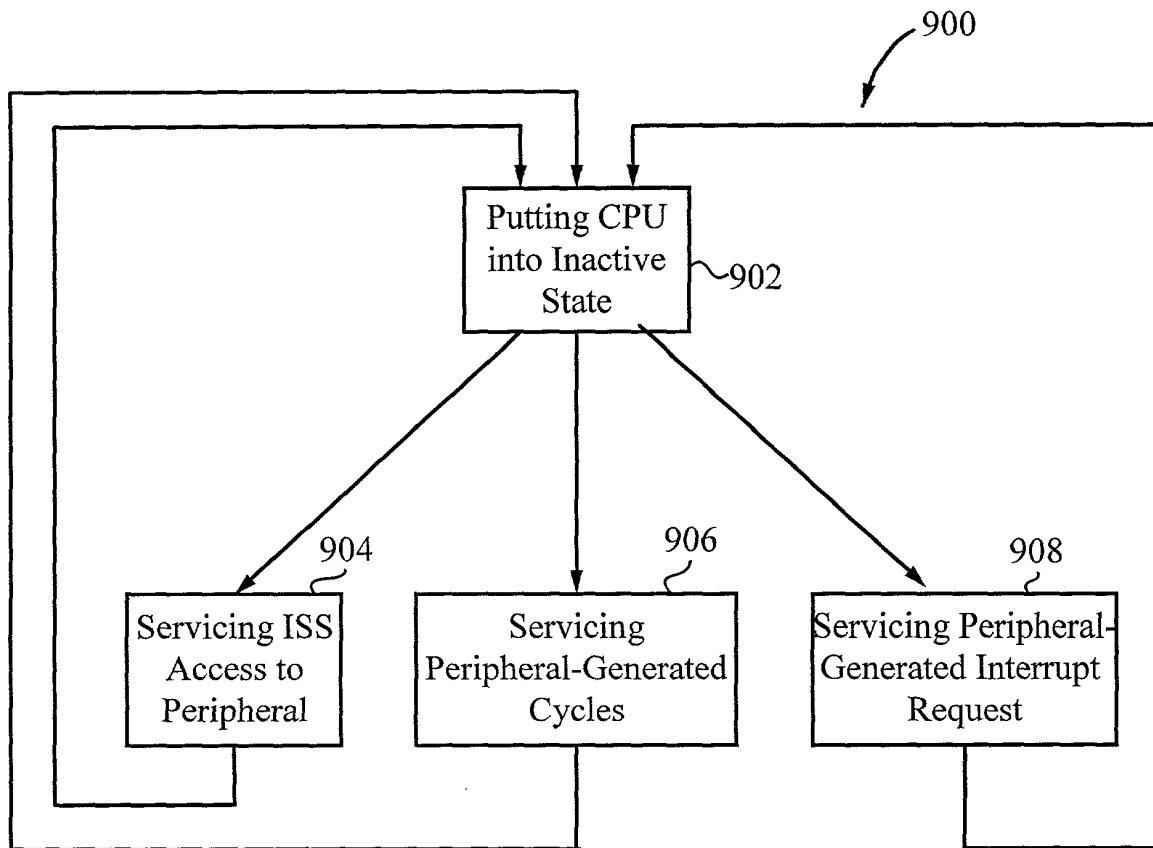 900
Putting CPU
into Inactive
State
902
904
Servicing ISS
Access to
Peripheral
906
Servicing
Peripheral-Generated
Cycles
908
Servicing Peripheral-
Generated Interrupt
Request